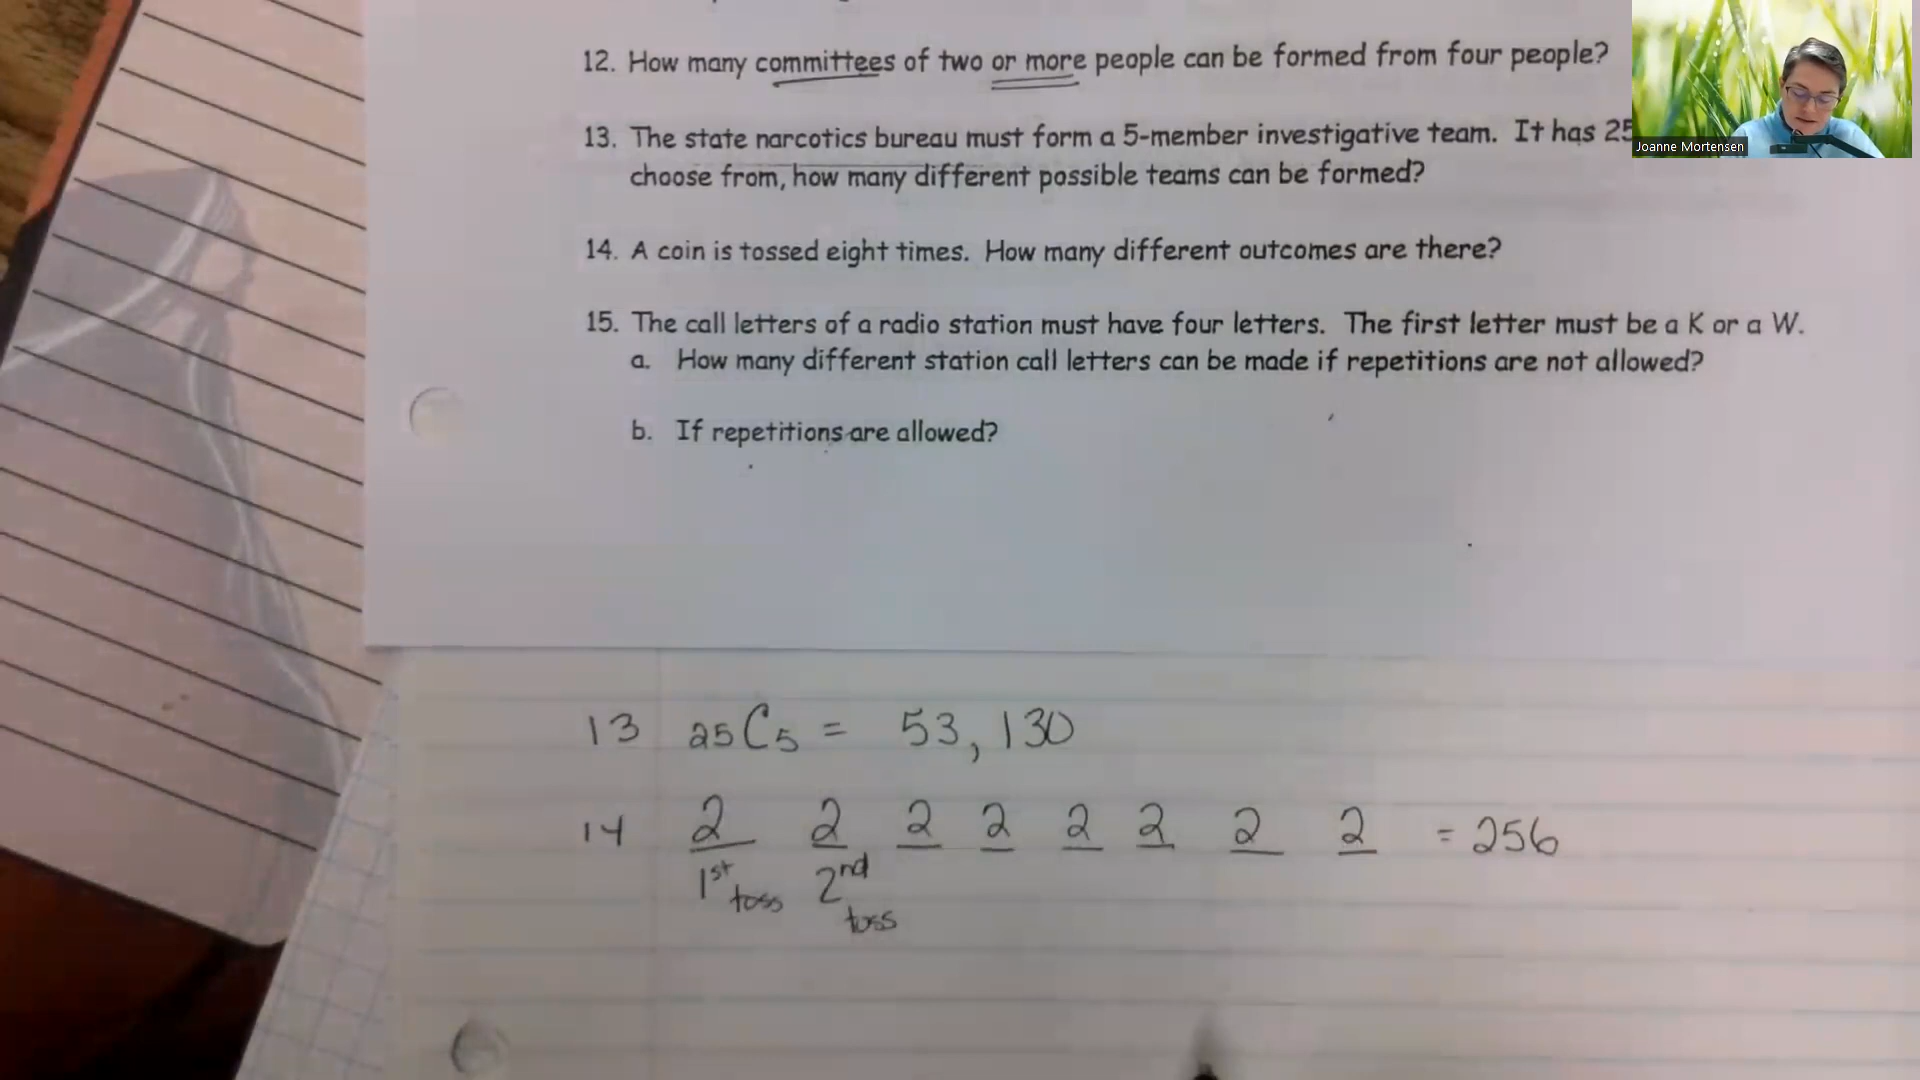 12. How many committees of two or more people can be formed from four people?
13. The state narcotics bureau must form a 5-member investigative team. It has 25
choose from, how many different possible teams can be formed?
14. A coin is tossed eight times. How many different outcomes are there?
15. The call letters of a radio station must have four letters. The first letter must be a K or a W.
a. How many different station call letters can be made if repetitions are not allowed?
b. If repetitions are allowed?
Joanne Mortensen
13 25C5 = 53,130
14 2 2 2 2 2 2 2 2 = 256
1st toss 2nd toss